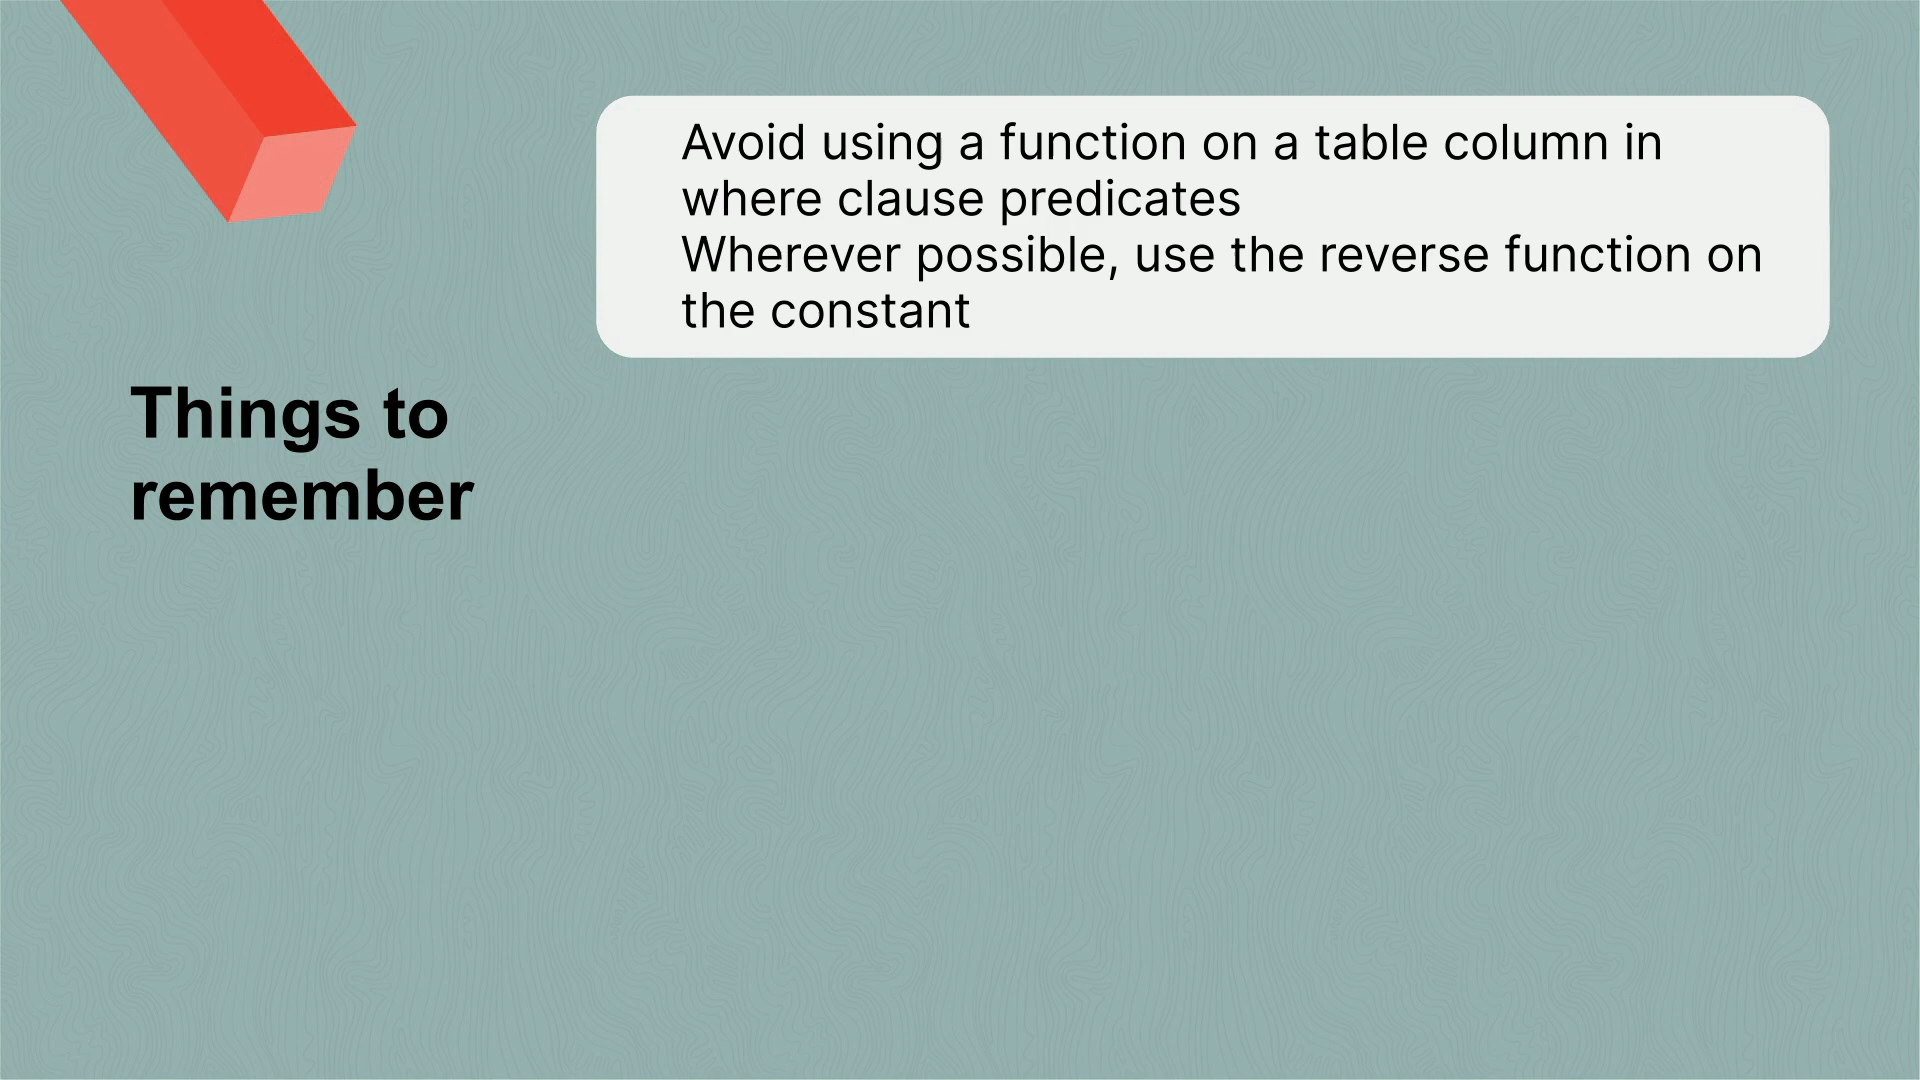 Things to
remember
Avoid using a function on a table column in
where clause predicates
Wherever possible, use the reverse function on
the constant